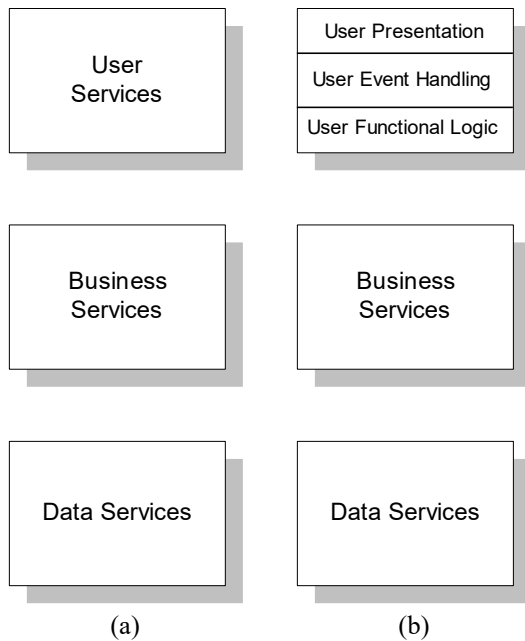 User
Services
Business
Services
Data Services
(a)
User Presentation
User Event Handling
User Functional Logic
Business
Services
Data Services
(b)